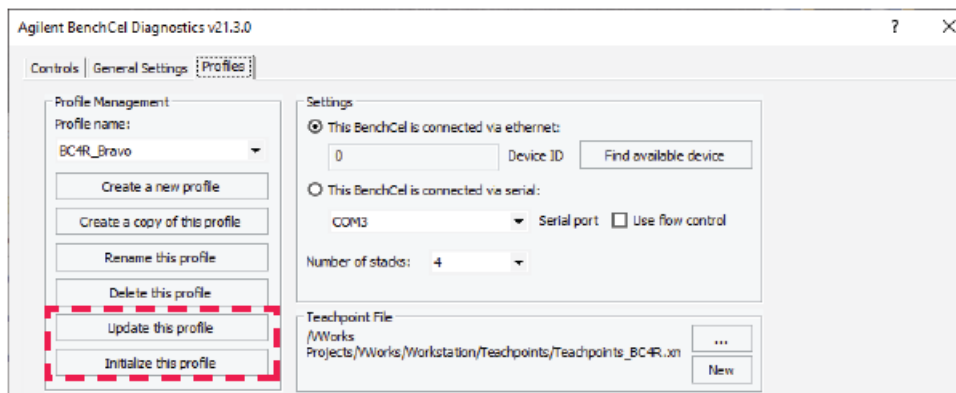 Agilent BenchCel Diagnostics v21.3.0
?
Controls
General Settings
Profiles
Profile Management
Profile name:
BC4R_Bravo
Create a new profile
Create a copy of this profile
Rename this profile
Delete this profile
Update this profile
Initialize this profile
Settings
This BenchCel is connected via ethernet:
0
Device ID
Find available device
This BenchCel is connected via serial:
COM3
Serial port
Use flow control
Number of stacks:
4
Teachpoint File
/VWorks
Projects/VWorks/Workstation/Teachpoints/Teachpoints_BC4R.xn
...
New